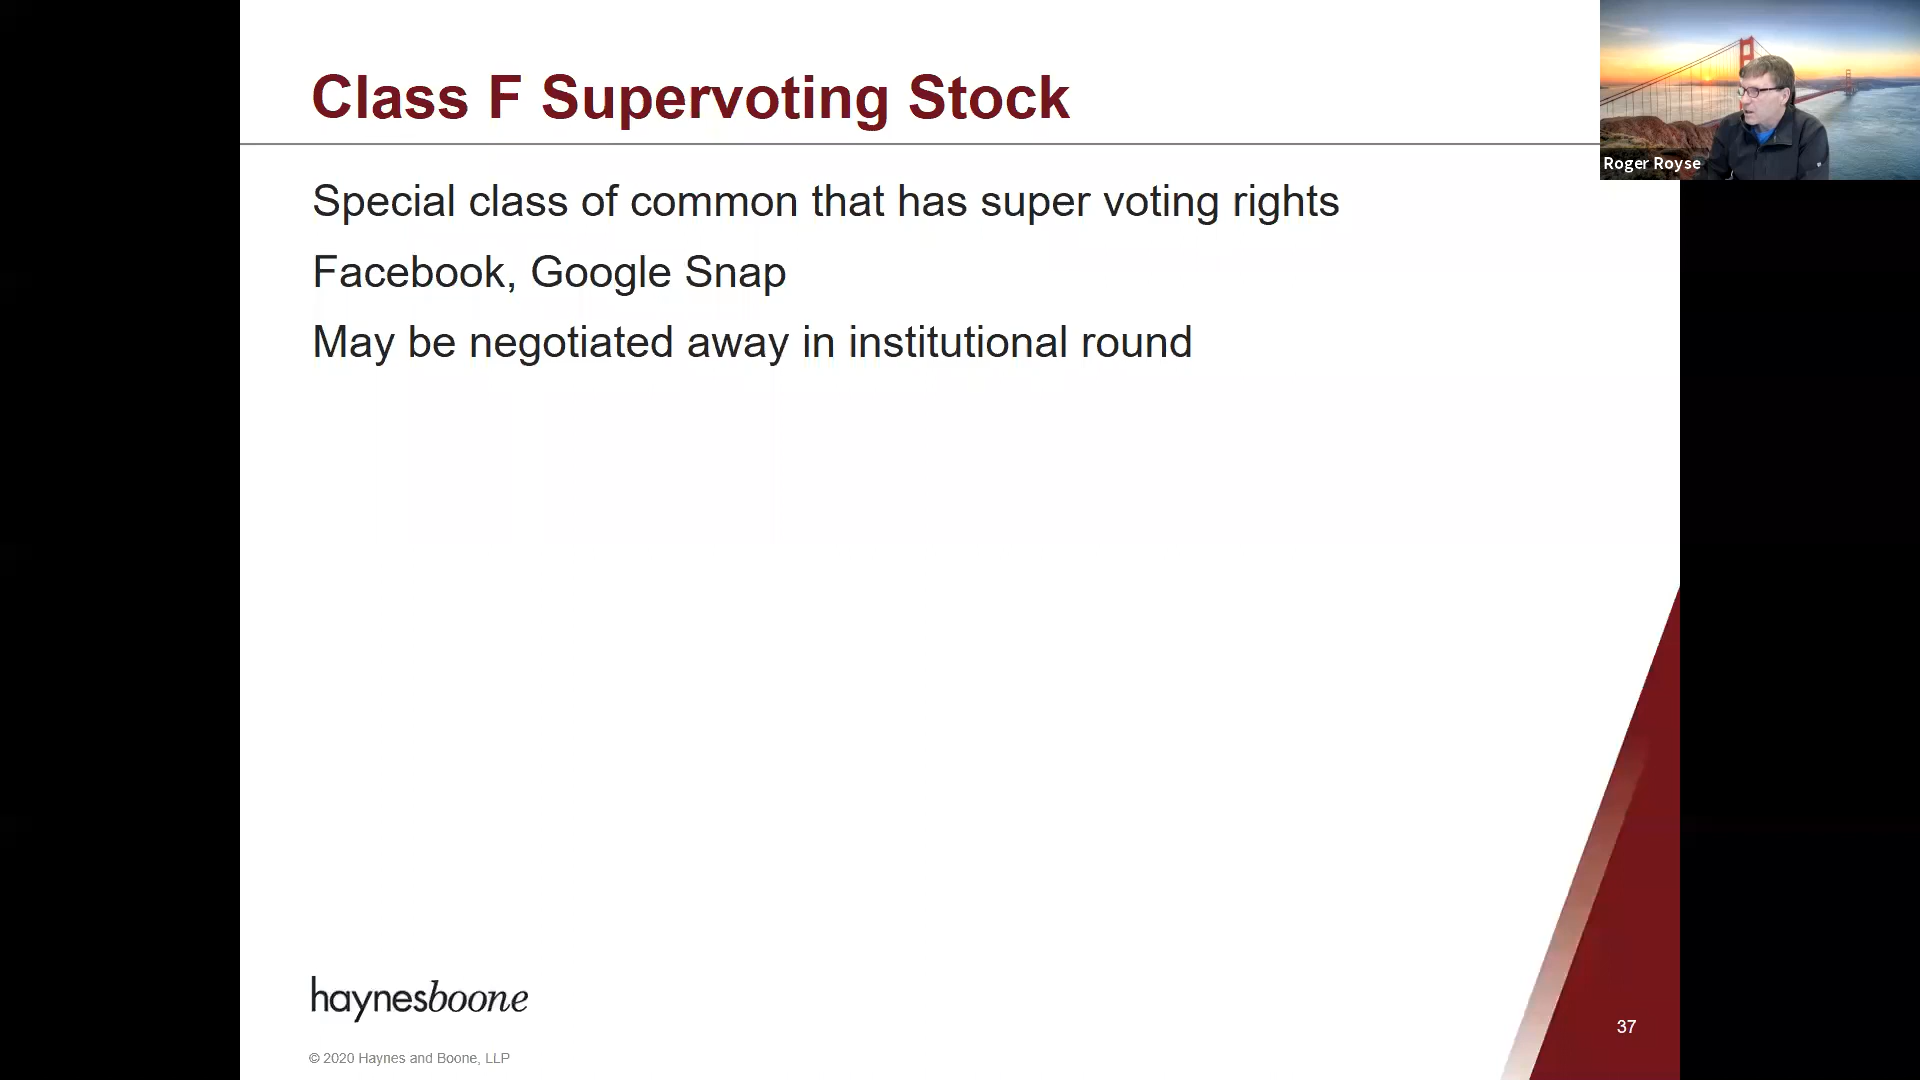 Class F Supervoting Stock
Roger Royse
Special class of common that has super voting rights
Facebook, Google Snap
May be negotiated away in institutional round
haynesboone
37
© 2020 Haynes and Boone, LLP